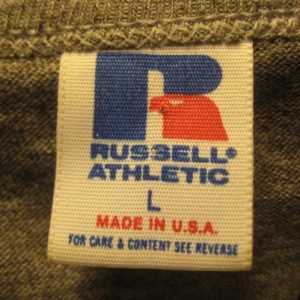 R
RUSSELL®
ATHLETIC
L
MADE IN U.S.A.
FOR CARE & CONTENT SEE REVERSE